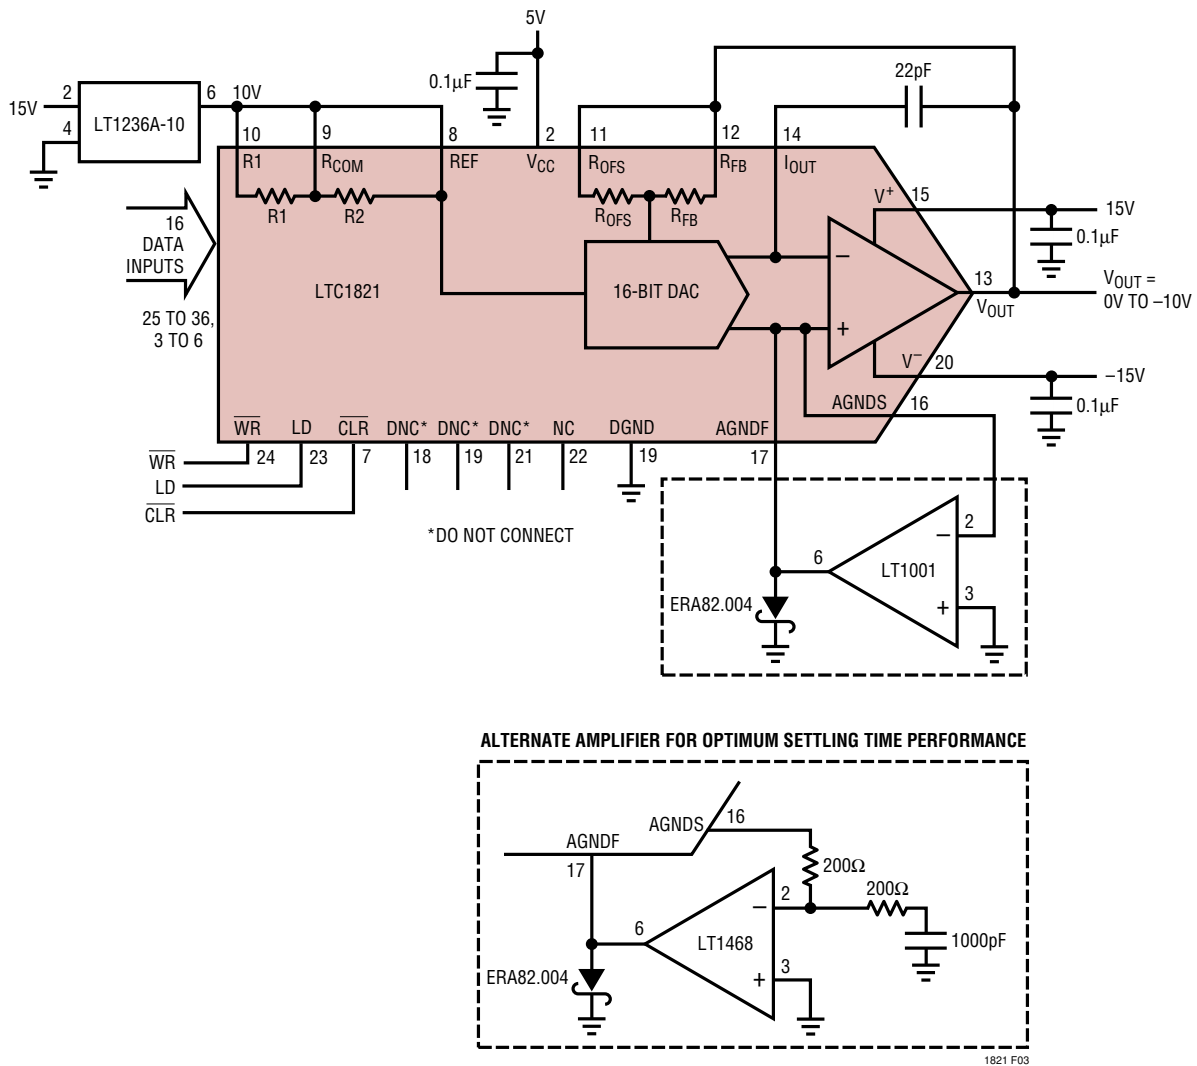 5V
0.1µF
22pF
15V
2
4
LT1236A-10
6
10V
10
9
8
2
11
12
14
R1
RCOM
REF
VCC
ROFS
RFB
IOUT
R1
R2
ROFS
RFB
V+
15
15V
0.1µF
16
DATA
INPUTS
25 TO 36,
3 TO 6
LTC1821
16-BIT DAC
–
+
13
VOUT
VOUT =
0V TO –10V
V–
20
–15V
0.1µF
AGNDS
16
WR
LD
CLR
DNC*
DNC*
DNC*
NC
DGND
AGNDF
24
23
7
18
19
21
22
19
17
WR
LD
CLR
*DO NOT CONNECT
2
–
6
LT1001
3
+
ERA82.004
ALTERNATE AMPLIFIER FOR OPTIMUM SETTLING TIME PERFORMANCE
AGNDS
16
AGNDF
17
200Ω
200Ω
2
–
6
LT1468
1000pF
3
+
ERA82.004
1821 F03